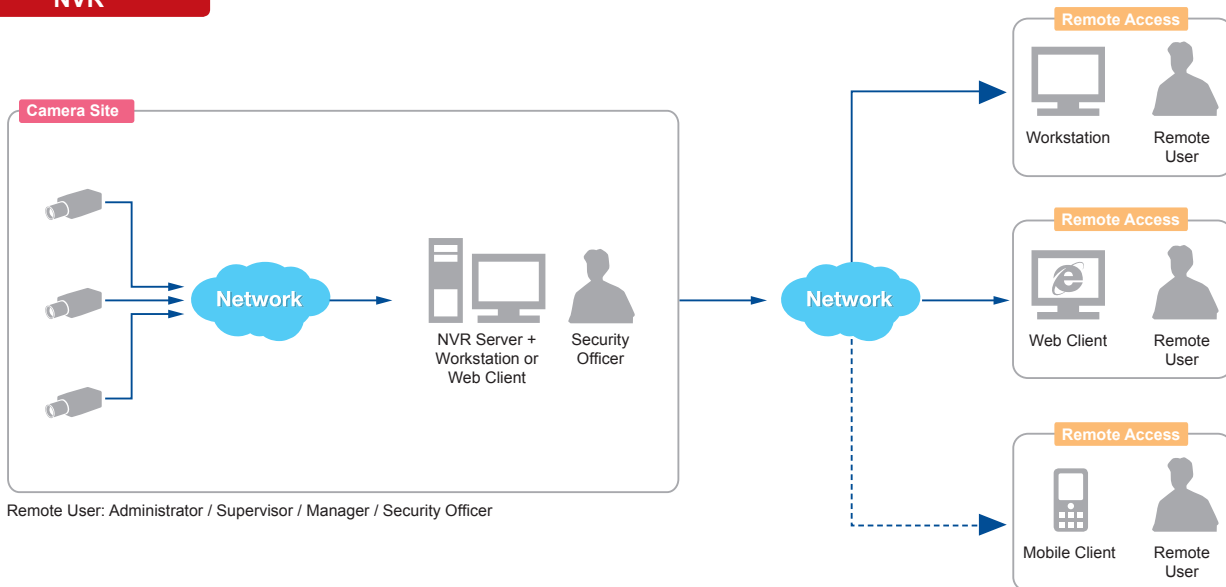 NVR
Camera Site
Network
NVR Server +
Workstation or
Web Client
Security
Officer
Network
Remote Access
Workstation
Remote
User
Remote Access
Web Client
Remote
User
Remote Access
Mobile Client
Remote
User
Remote User: Administrator / Supervisor / Manager / Security Officer